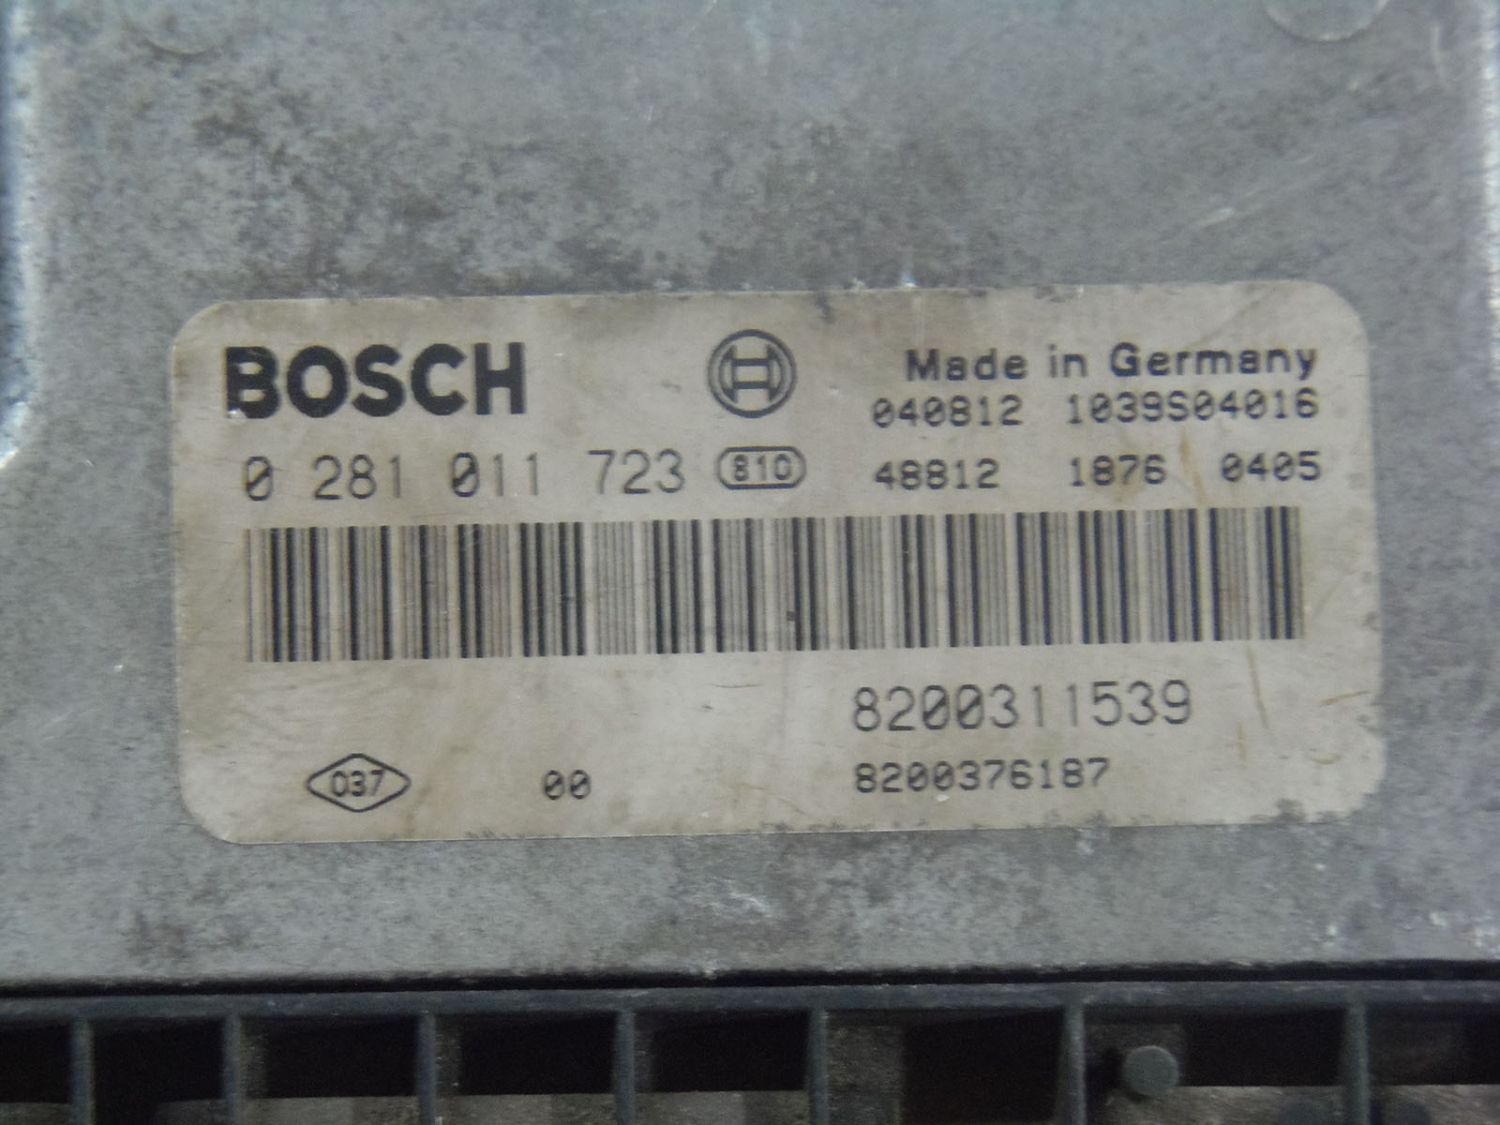 BOSCH
Made in Germany
040812 1039S04016
0 281 011 723 810 48812 1876 0405
8200311539
037 00 8200376187